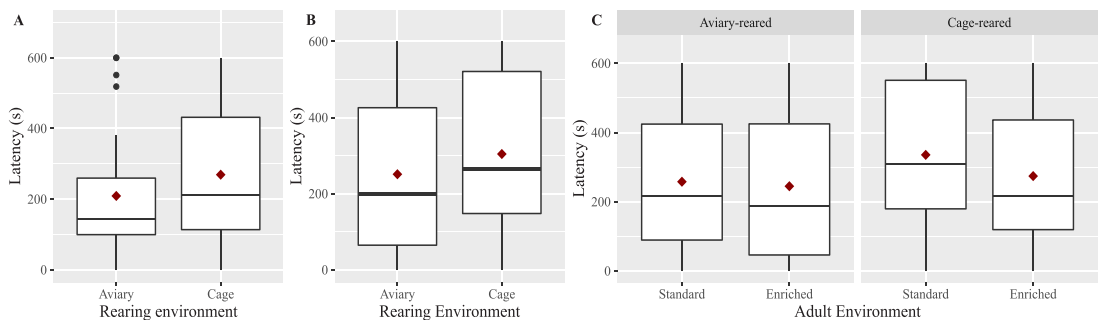 A
Latency (s)
600
400
200
0
Aviary
Cage
Rearing environment
B
Latency (s)
600
400
200
0
Aviary
Cage
Rearing Environment
C
Aviary-reared
Cage-reared
Latency (s)
600
400
200
0
Standard
Enriched
Standard
Enriched
Adult Environment